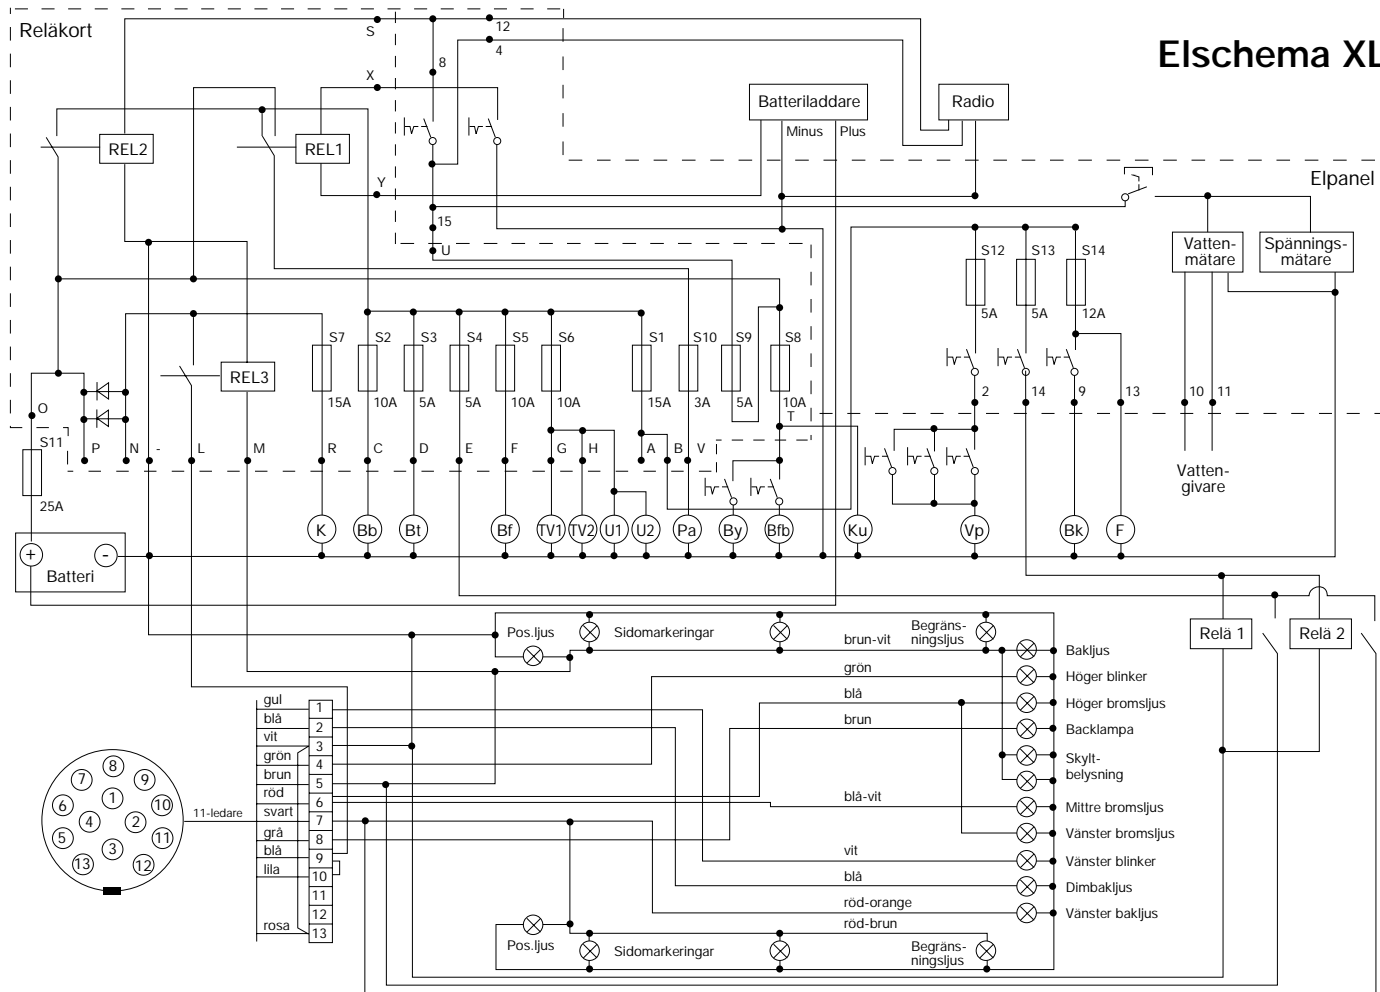 Reläkort
Elschema XL
S
12
4
8
X
Batteriladdare
Radio
Minus
Plus
REL2
REL1
Y
Elpanel
15
U
S12
S13
S14
Vatten-
mätare
Spännings-
mätare
5A
5A
12A
S7
S2
S3
S4
S5
S6
S1
S10
S9
S8
REL3
15A
10A
5A
5A
10A
10A
15A
3A
5A
10A
2
14
9
13
10
11
O
T
S11
P
N
-
L
M
R
C
D
E
F
G
H
A
B
V
25A
Vatten-
givare
K
Bb
Bt
Bf
TV1
TV2
U1
U2
Pa
By
Bfb
Ku
Vp
Bk
F
+
-
Batteri
Pos.ljus
Sidomarkeringar
Begräns-
ningsljus
Relä 1
Relä 2
brun-vit
Bakljus
grön
Höger blinker
blå
Höger bromsljus
brun
Backlampa
Skylt-
belysning
blå-vit
Mittre bromsljus
Vänster bromsljus
vit
Vänster blinker
blå
Dimbakljus
röd-orange
Vänster bakljus
röd-brun
gul
1
blå
2
vit
3
grön
4
brun
5
röd
6
svart
7
grå
8
blå
9
lila
10
11
12
rosa
13
11-ledare
8
7
9
1
6
10
4
2
5
11
3
13
12
Pos.ljus
Sidomarkeringar
Begräns-
ningsljus